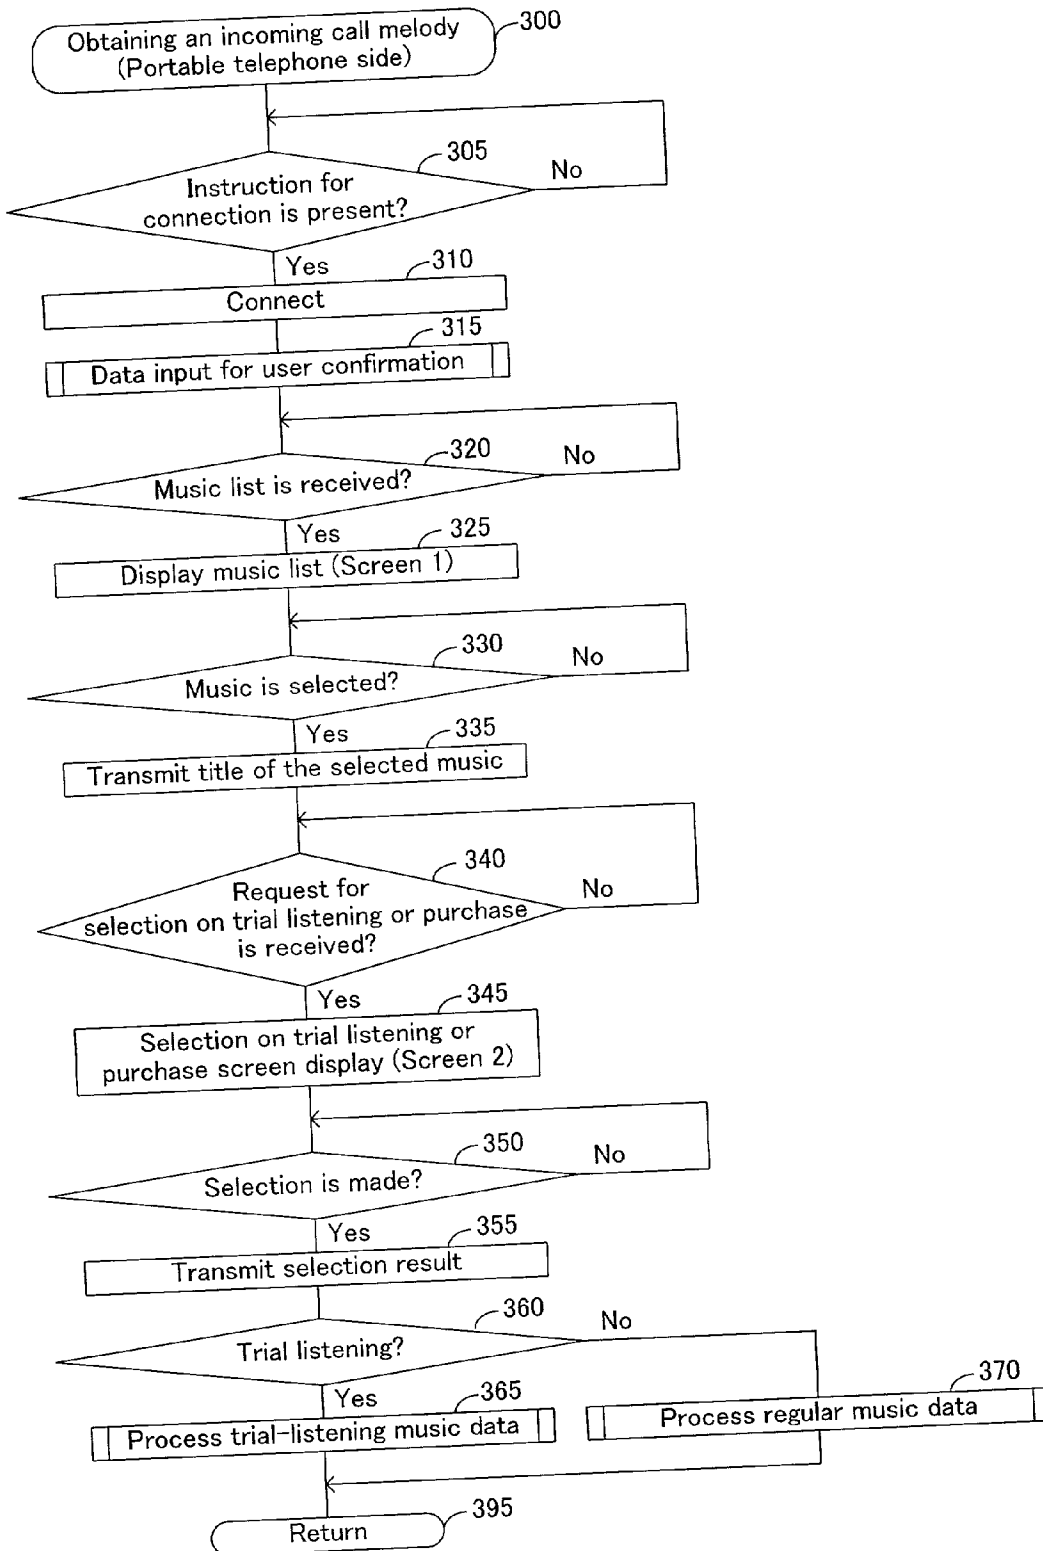 Obtaining an incoming call melody
(Portable telephone side)
300
305
No
Instruction for
connection is present?
Yes
310
Connect
315
Data input for user confirmation
320
No
Music list is received?
Yes
325
Display music list (Screen 1)
330
No
Music is selected?
Yes
335
Transmit title of the selected music
340
No
Request for
selection on trial listening or purchase
is received?
Yes
345
Selection on trial listening or
purchase screen display (Screen 2)
350
No
Selection is made?
Yes
355
Transmit selection result
360
No
Trial listening?
Yes
365
Process trial-listening music data
370
Process regular music data
395
Return